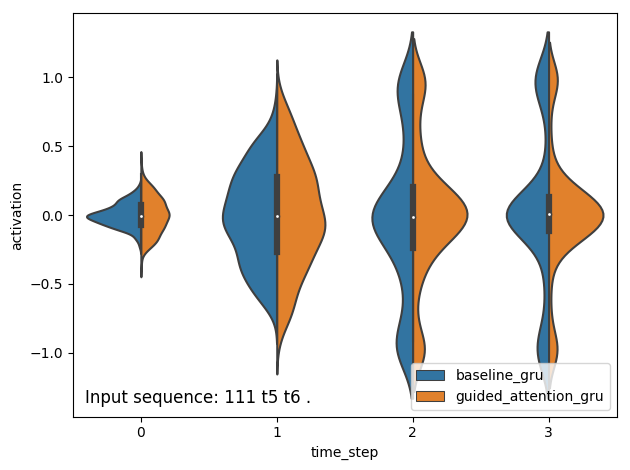 1.0
0.5
0.0
−0.5
−1.0
activation
Input sequence: 111 t5 t6 .
baseline_gru
guided_attention_gru
0 1 2 3
time_step